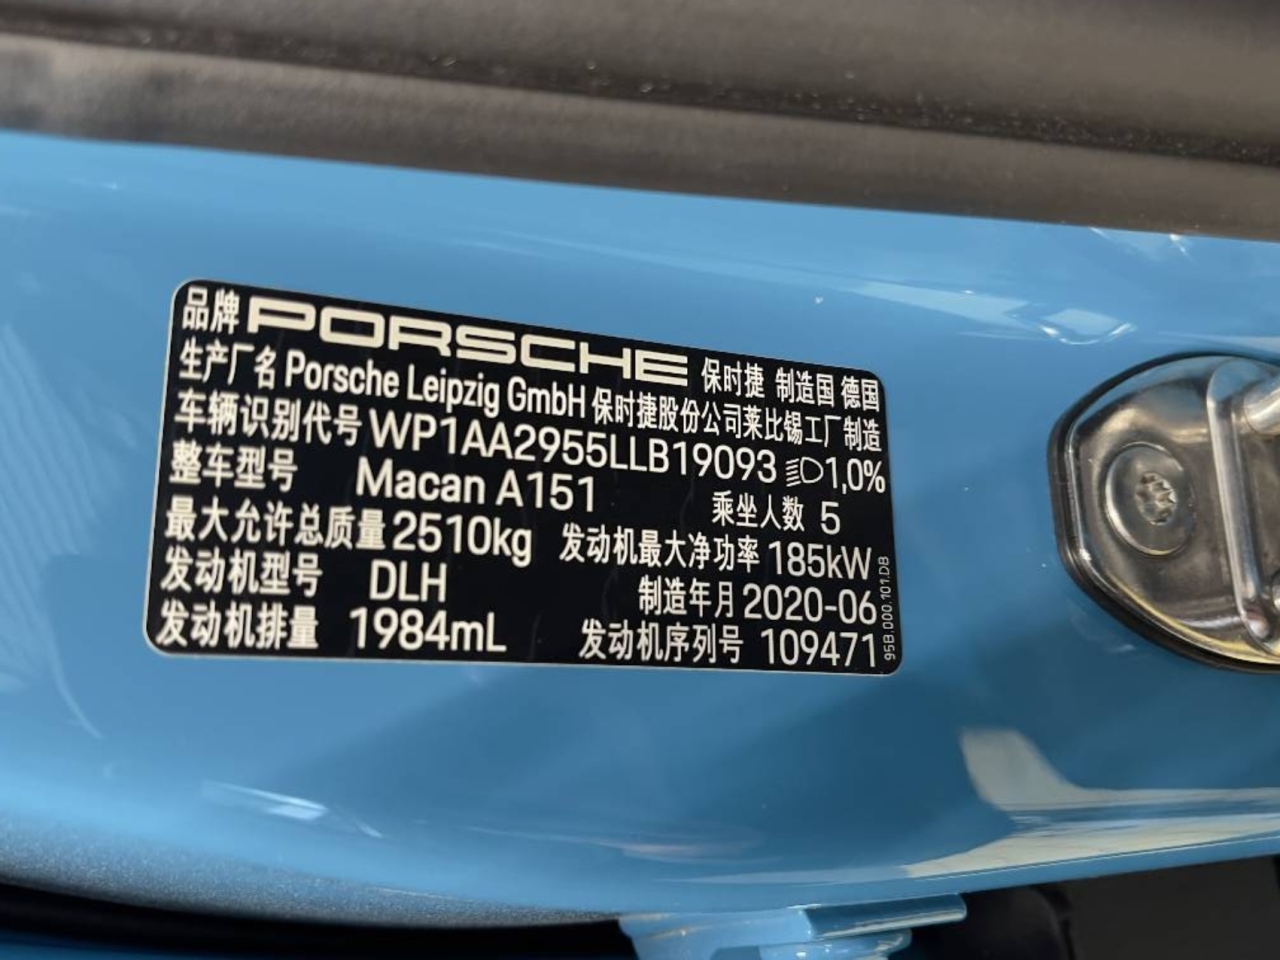 品牌 PORSCHE 保时捷 制造国 德国
生产厂名 Porsche Leipzig GmbH 保时捷股份公司莱比锡工厂制造
车辆识别代号 WP1AA2955LLB19093 1,0%
整车型号 Macan A151 乘坐人数 5
最大允许总质量 2510kg 发动机最大净功率 185kW
发动机型号 DLH 制造年月 2020-06
发动机排量 1984mL 发动机序列号 109471
95B.000.101.DB